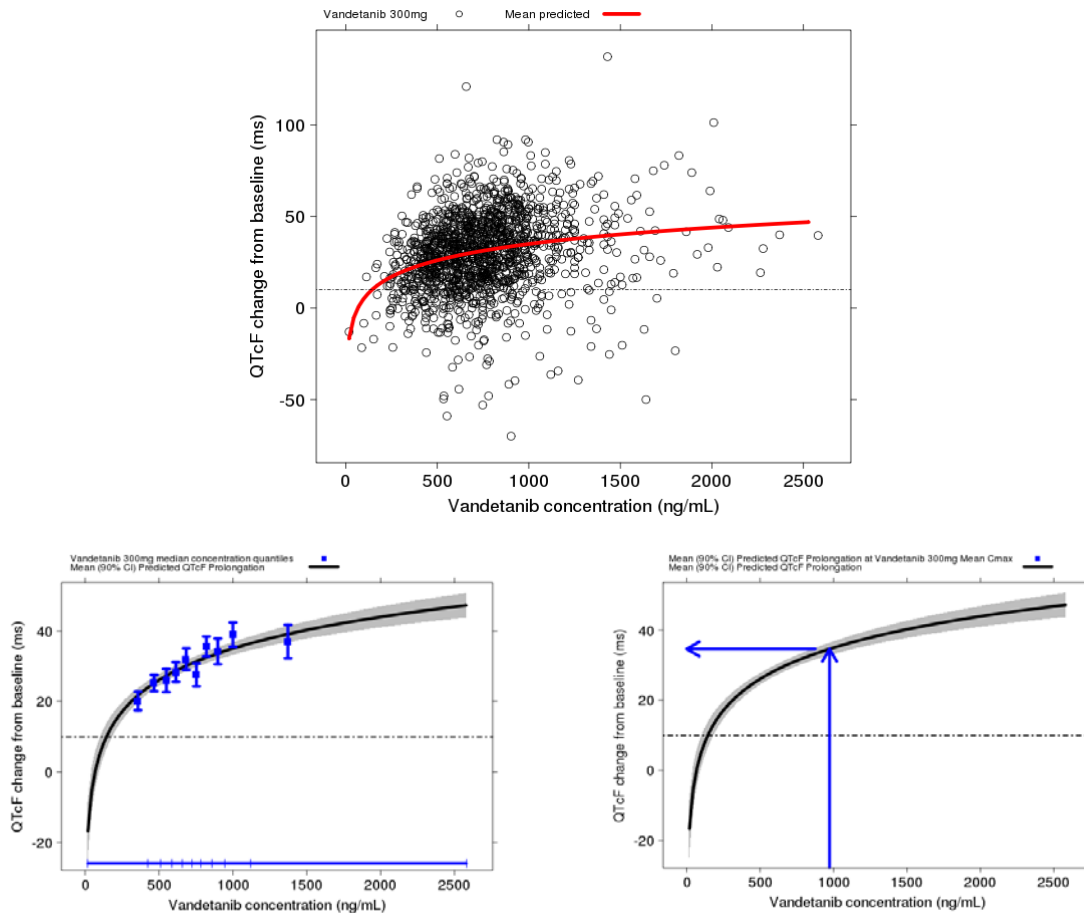 Vandetanib 300mg
Mean predicted
QTcF change from baseline (ms)
100
50
0
-50
0 500 1000 1500 2000 2500
Vandetanib concentration (ng/mL)
Vandetanib 300mg median concentration quantiles
Mean (90% CI) Predicted QTcF Prolongation
QTcF change from baseline (ms)
40
20
0
-20
0 500 1000 1500 2000 2500
Vandetanib concentration (ng/mL)
Mean (90% CI) Predicted QTcF Prolongation at Vandetanib 300mg Mean Cmax
Mean (90% CI) Predicted QTcF Prolongation
QTcF change from baseline (ms)
40
20
0
-20
0 500 1000 1500 2000 2500
Vandetanib concentration (ng/mL)